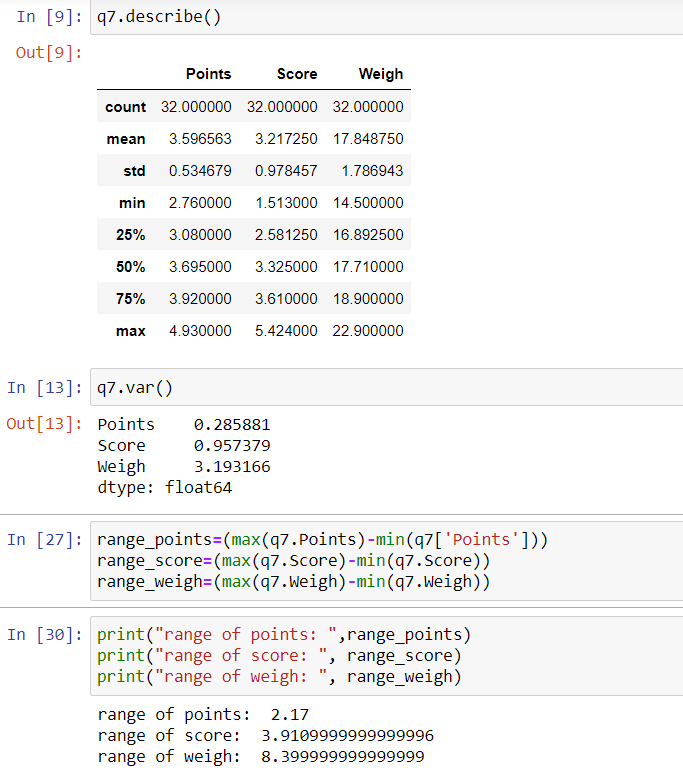 In [9]: q7.describe()
Out[9]:
Points Score Weigh
count 32.000000 32.000000 32.000000
mean 3.596563 3.217250 17.848750
std 0.534679 0.978457 1.786943
min 2.760000 1.513000 14.500000
25% 3.080000 2.581250 16.892500
50% 3.695000 3.325000 17.710000
75% 3.920000 3.610000 18.900000
max 4.930000 5.424000 22.900000
In [13]: q7.var()
Out[13]: Points 0.285881
Score 0.957379
Weigh 3.193166
dtype: float64
In [27]: range_points=(max(q7.Points)-min(q7['Points']))
range_score=(max(q7.Score)-min(q7.Score))
range_weigh=(max(q7.Weigh)-min(q7.Weigh))
In [30]: print("range of points: ",range_points)
print("range of score: ", range_score)
print("range of weigh: ", range_weigh)
range of points:  2.17
range of score:  3.9109999999999996
range of weigh:  8.399999999999999